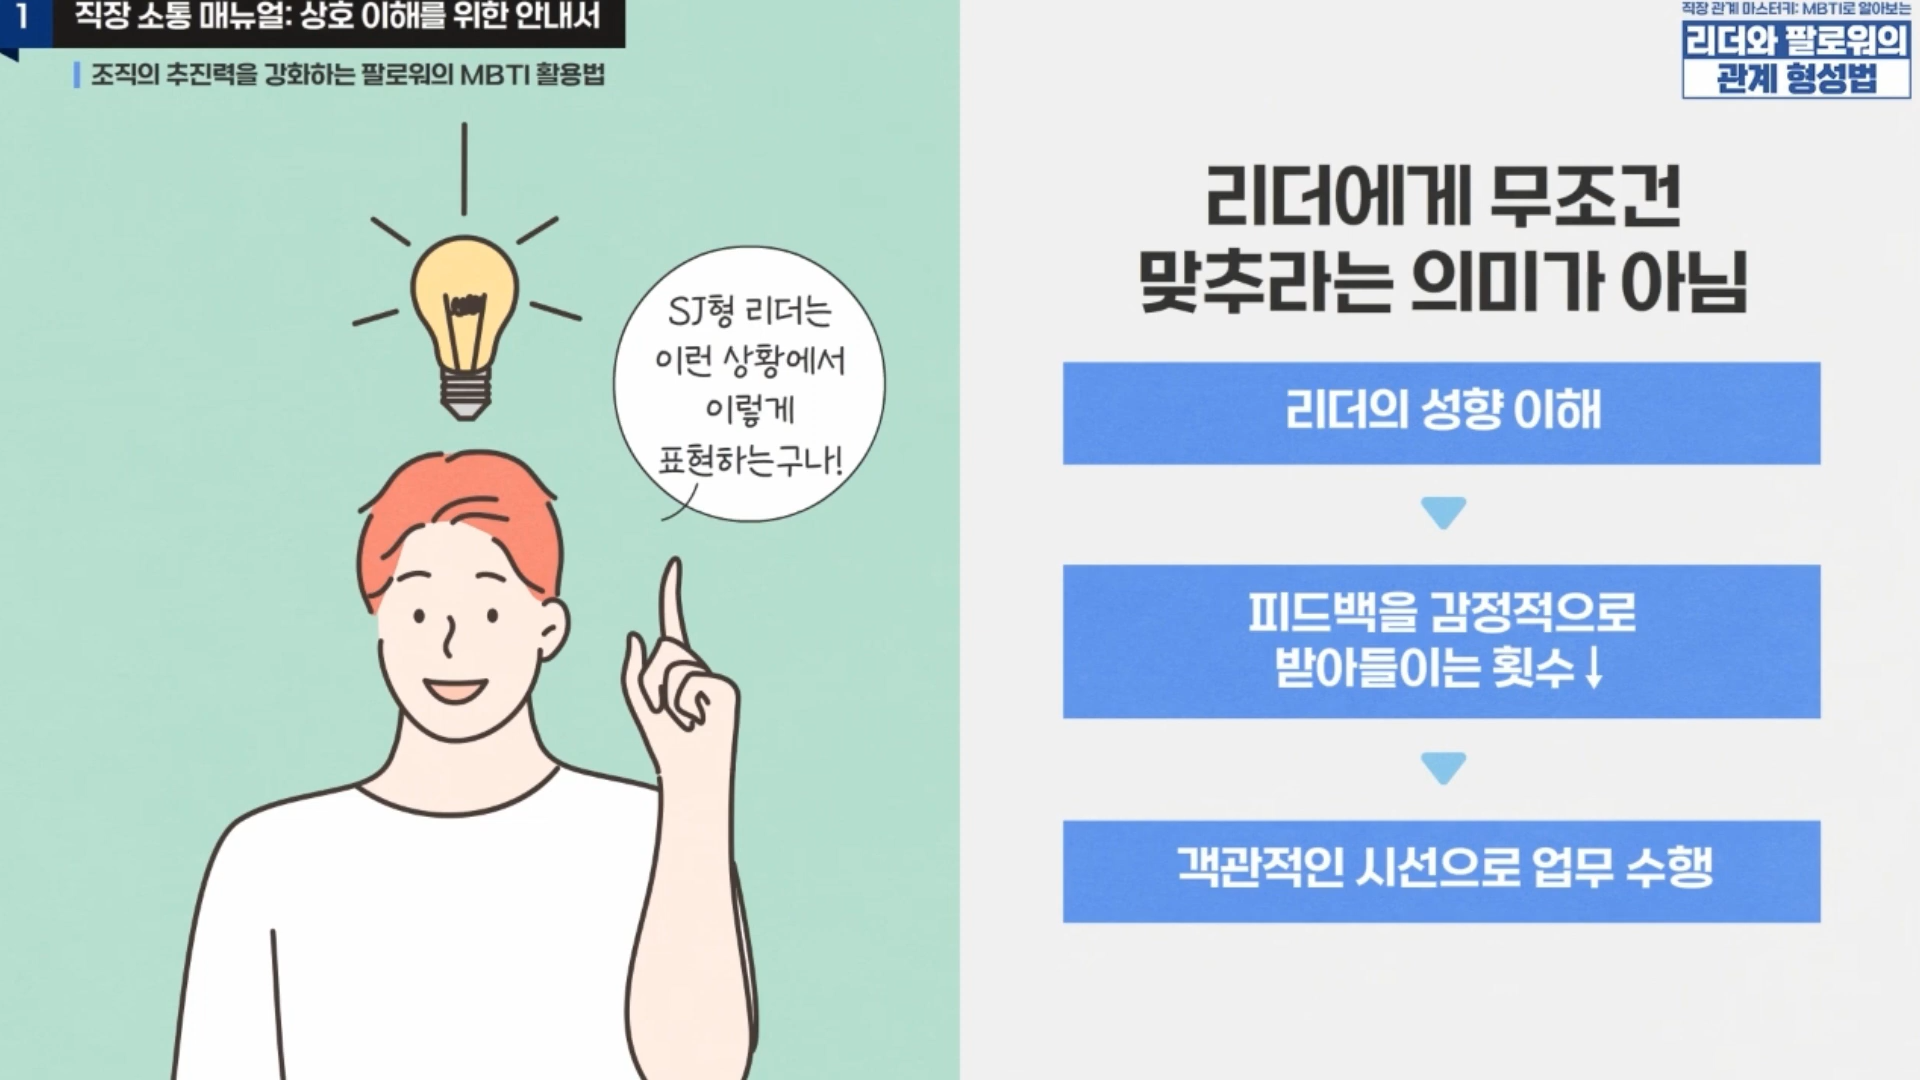 1
직장 소통 매뉴얼: 상호 이해를 위한 안내서
조직의 추진력을 강화하는 팔로워의 MBTI 활용법
직장 관계 마스터키: MBTI로 알아보는
리더와 팔로워의
관계 형성법
SJ형 리더는
이런 상황에서
이렇게
표현하는구나!
리더에게 무조건
맞추라는 의미가 아님
리더의 성향 이해
피드백을 감정적으로
받아들이는 횟수↓
객관적인 시선으로 업무 수행